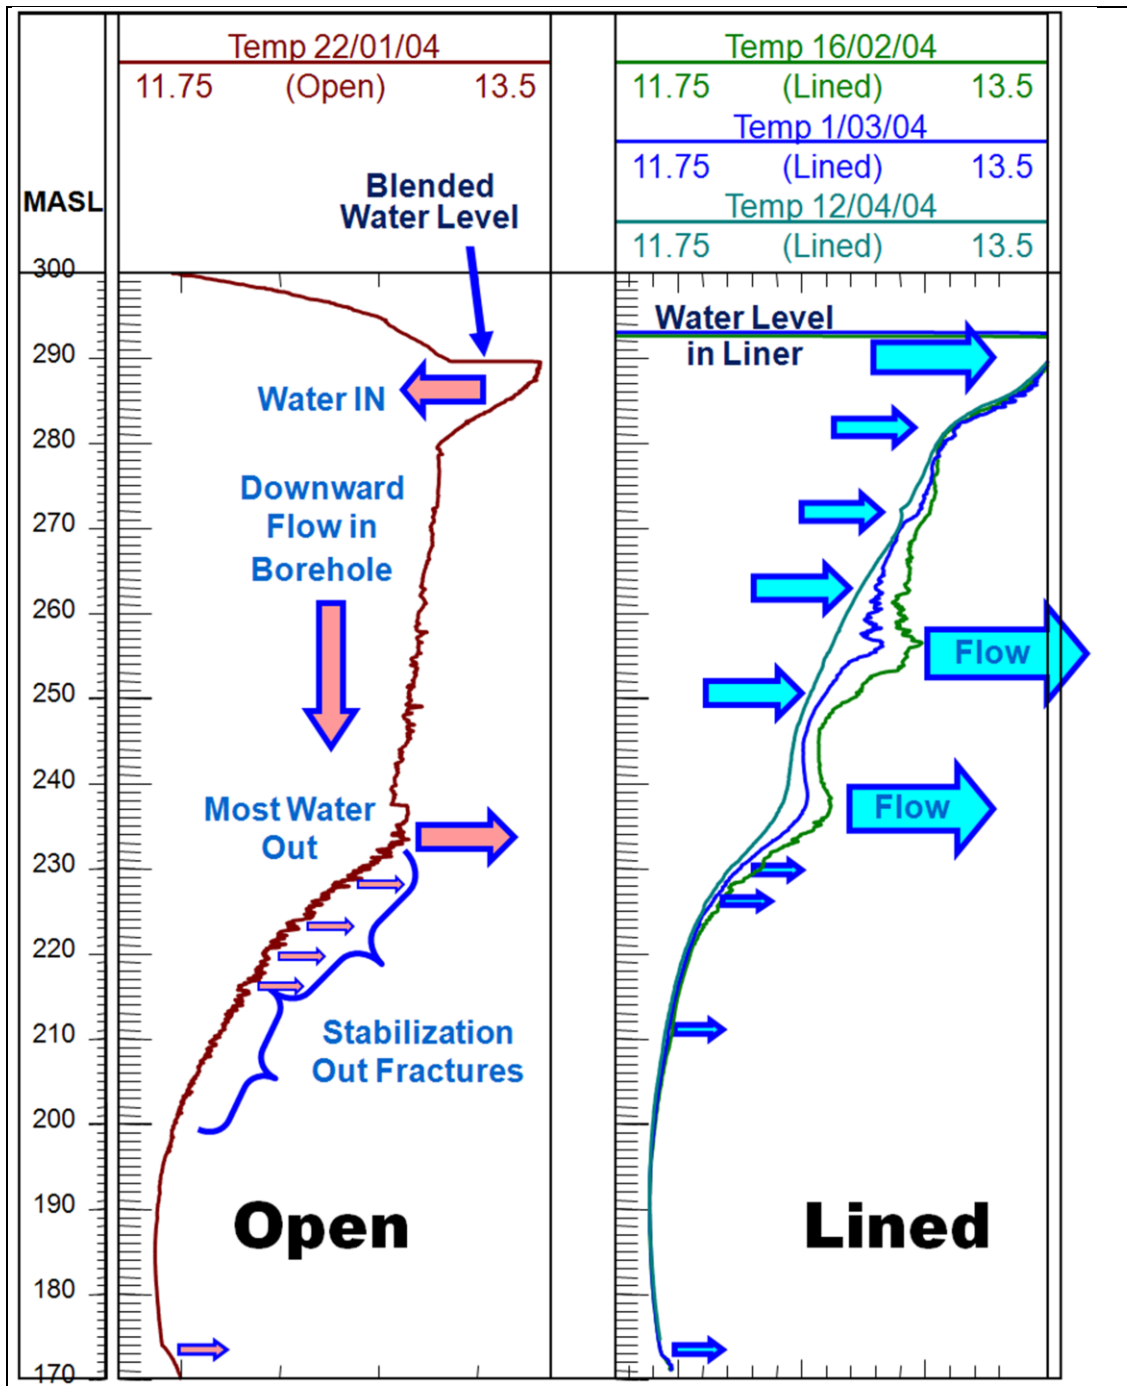 Temp 22/01/04
11.75 (Open) 13.5
Temp 16/02/04
11.75 (Lined) 13.5
Temp 1/03/04
11.75 (Lined) 13.5
Temp 12/04/04
11.75 (Lined) 13.5
MASL
300
290
280
270
260
250
240
230
220
210
200
190
180
170
Blended
Water Level
Water IN
Downward
Flow in
Borehole
Most Water
Out
Stabilization
Out Fractures
Open
Water Level
in Liner
Flow
Flow
Lined